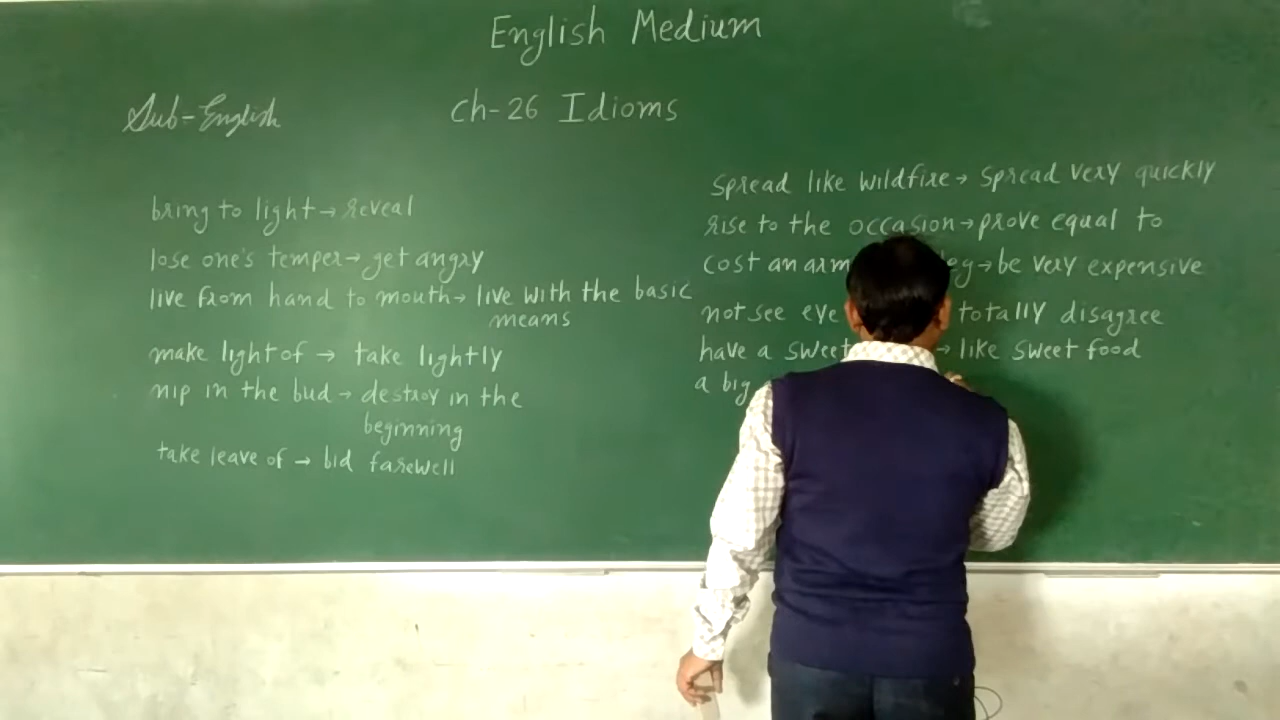 English Medium
Sub-English
Ch-26 Idioms
bring to light → reveal
lose one's temper → get angry
live from hand to mouth → live with the basic
means
make light of → take lightly
nip in the bud → destroy in the
beginning
take leave of → bid farewell
Spread like wildfire → spread very quickly
rise to the occasion → prove equal to
cost an arm leg → be very expensive
not see eye totally disagree
have a sweet → like sweet food
a big